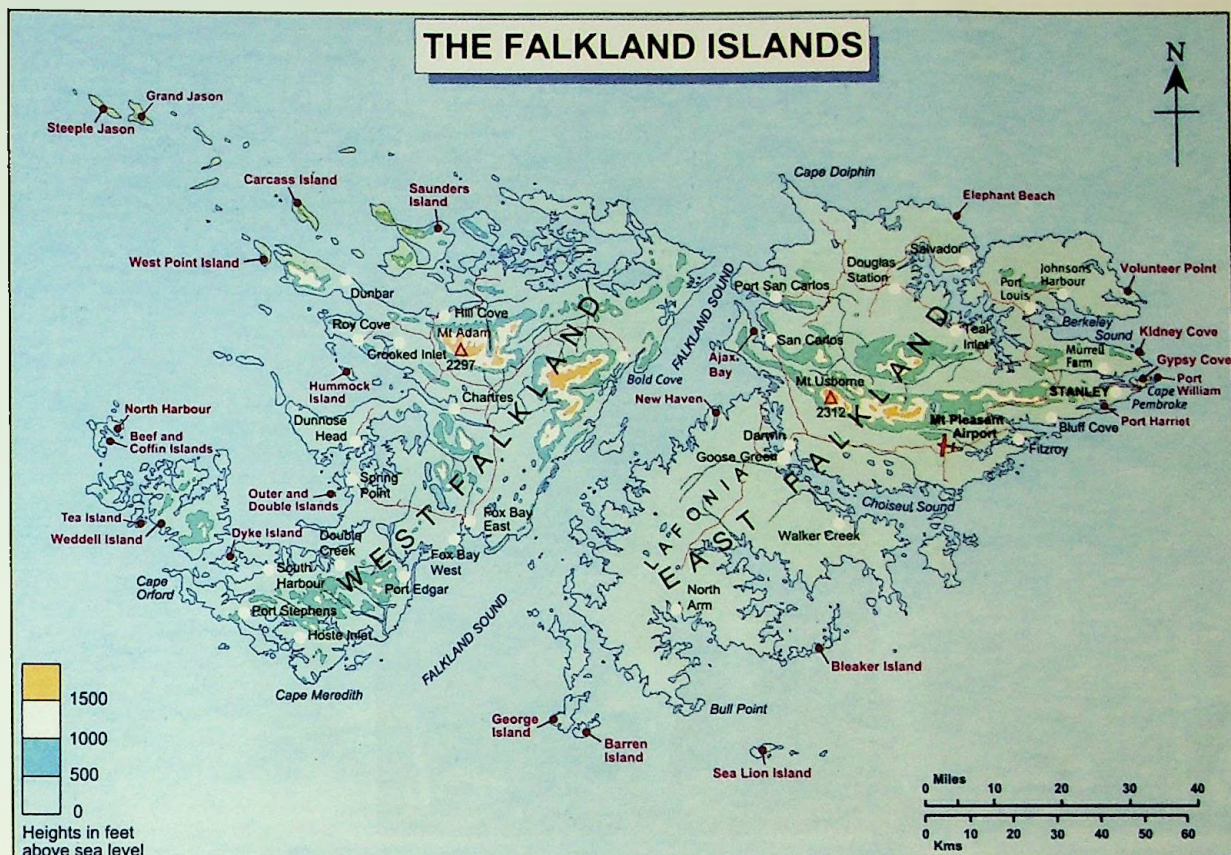 THE FALKLAND ISLANDS
N
Grand Jason
Steeple Jason
Carcass Island
Saunders
Island
West Point Island
Dunbar
Hill Cove
Roy Cove
Mt Adam
Crooked Inlet
2297
Hummock
Island
Chartres
North Harbour
Beef and
Coffin Islands
Dunnose
Head
Spring
Point
Outer and
Double Islands
Tea Island
Weddell Island
Dyke Island
Double
Creek
Fox Bay
East
Fox Bay
West
South
Harbour
Cape
Orford
Port Edgar
Port Stephens
Hoste Inlet
Cape Meredith
WEST FALKLAND
FALKLAND SOUND
FALKLAND SOUND
Bold Cove
Cape Dolphin
Elephant Beach
Salvador
Douglas
Station
Port San Carlos
Johnsons
Harbour
Port
Louis
Volunteer Point
Berkeley
Sound
Teal
Inlet
San Carlos
Ajax
Bay
Kidney Cove
Murrell
Farm
Gypsy Cove
Mt Usborne
2312
STANLEY
Port
William
Cape
Pembroke
Port Harriet
New Haven
Mt Pleasant
Airport
Bluff Cove
Fitzroy
Darwin
Goose Green
Choiseul Sound
LAFONIA
EAST FALKLAND
Walker Creek
North
Arm
Bleaker Island
Bull Point
George
Island
Barren
Island
Sea Lion Island
1500
1000
500
0
Heights in feet
above sea level
Miles
0 10 20 30 40
0 10 20 30 40 50 60
Kms